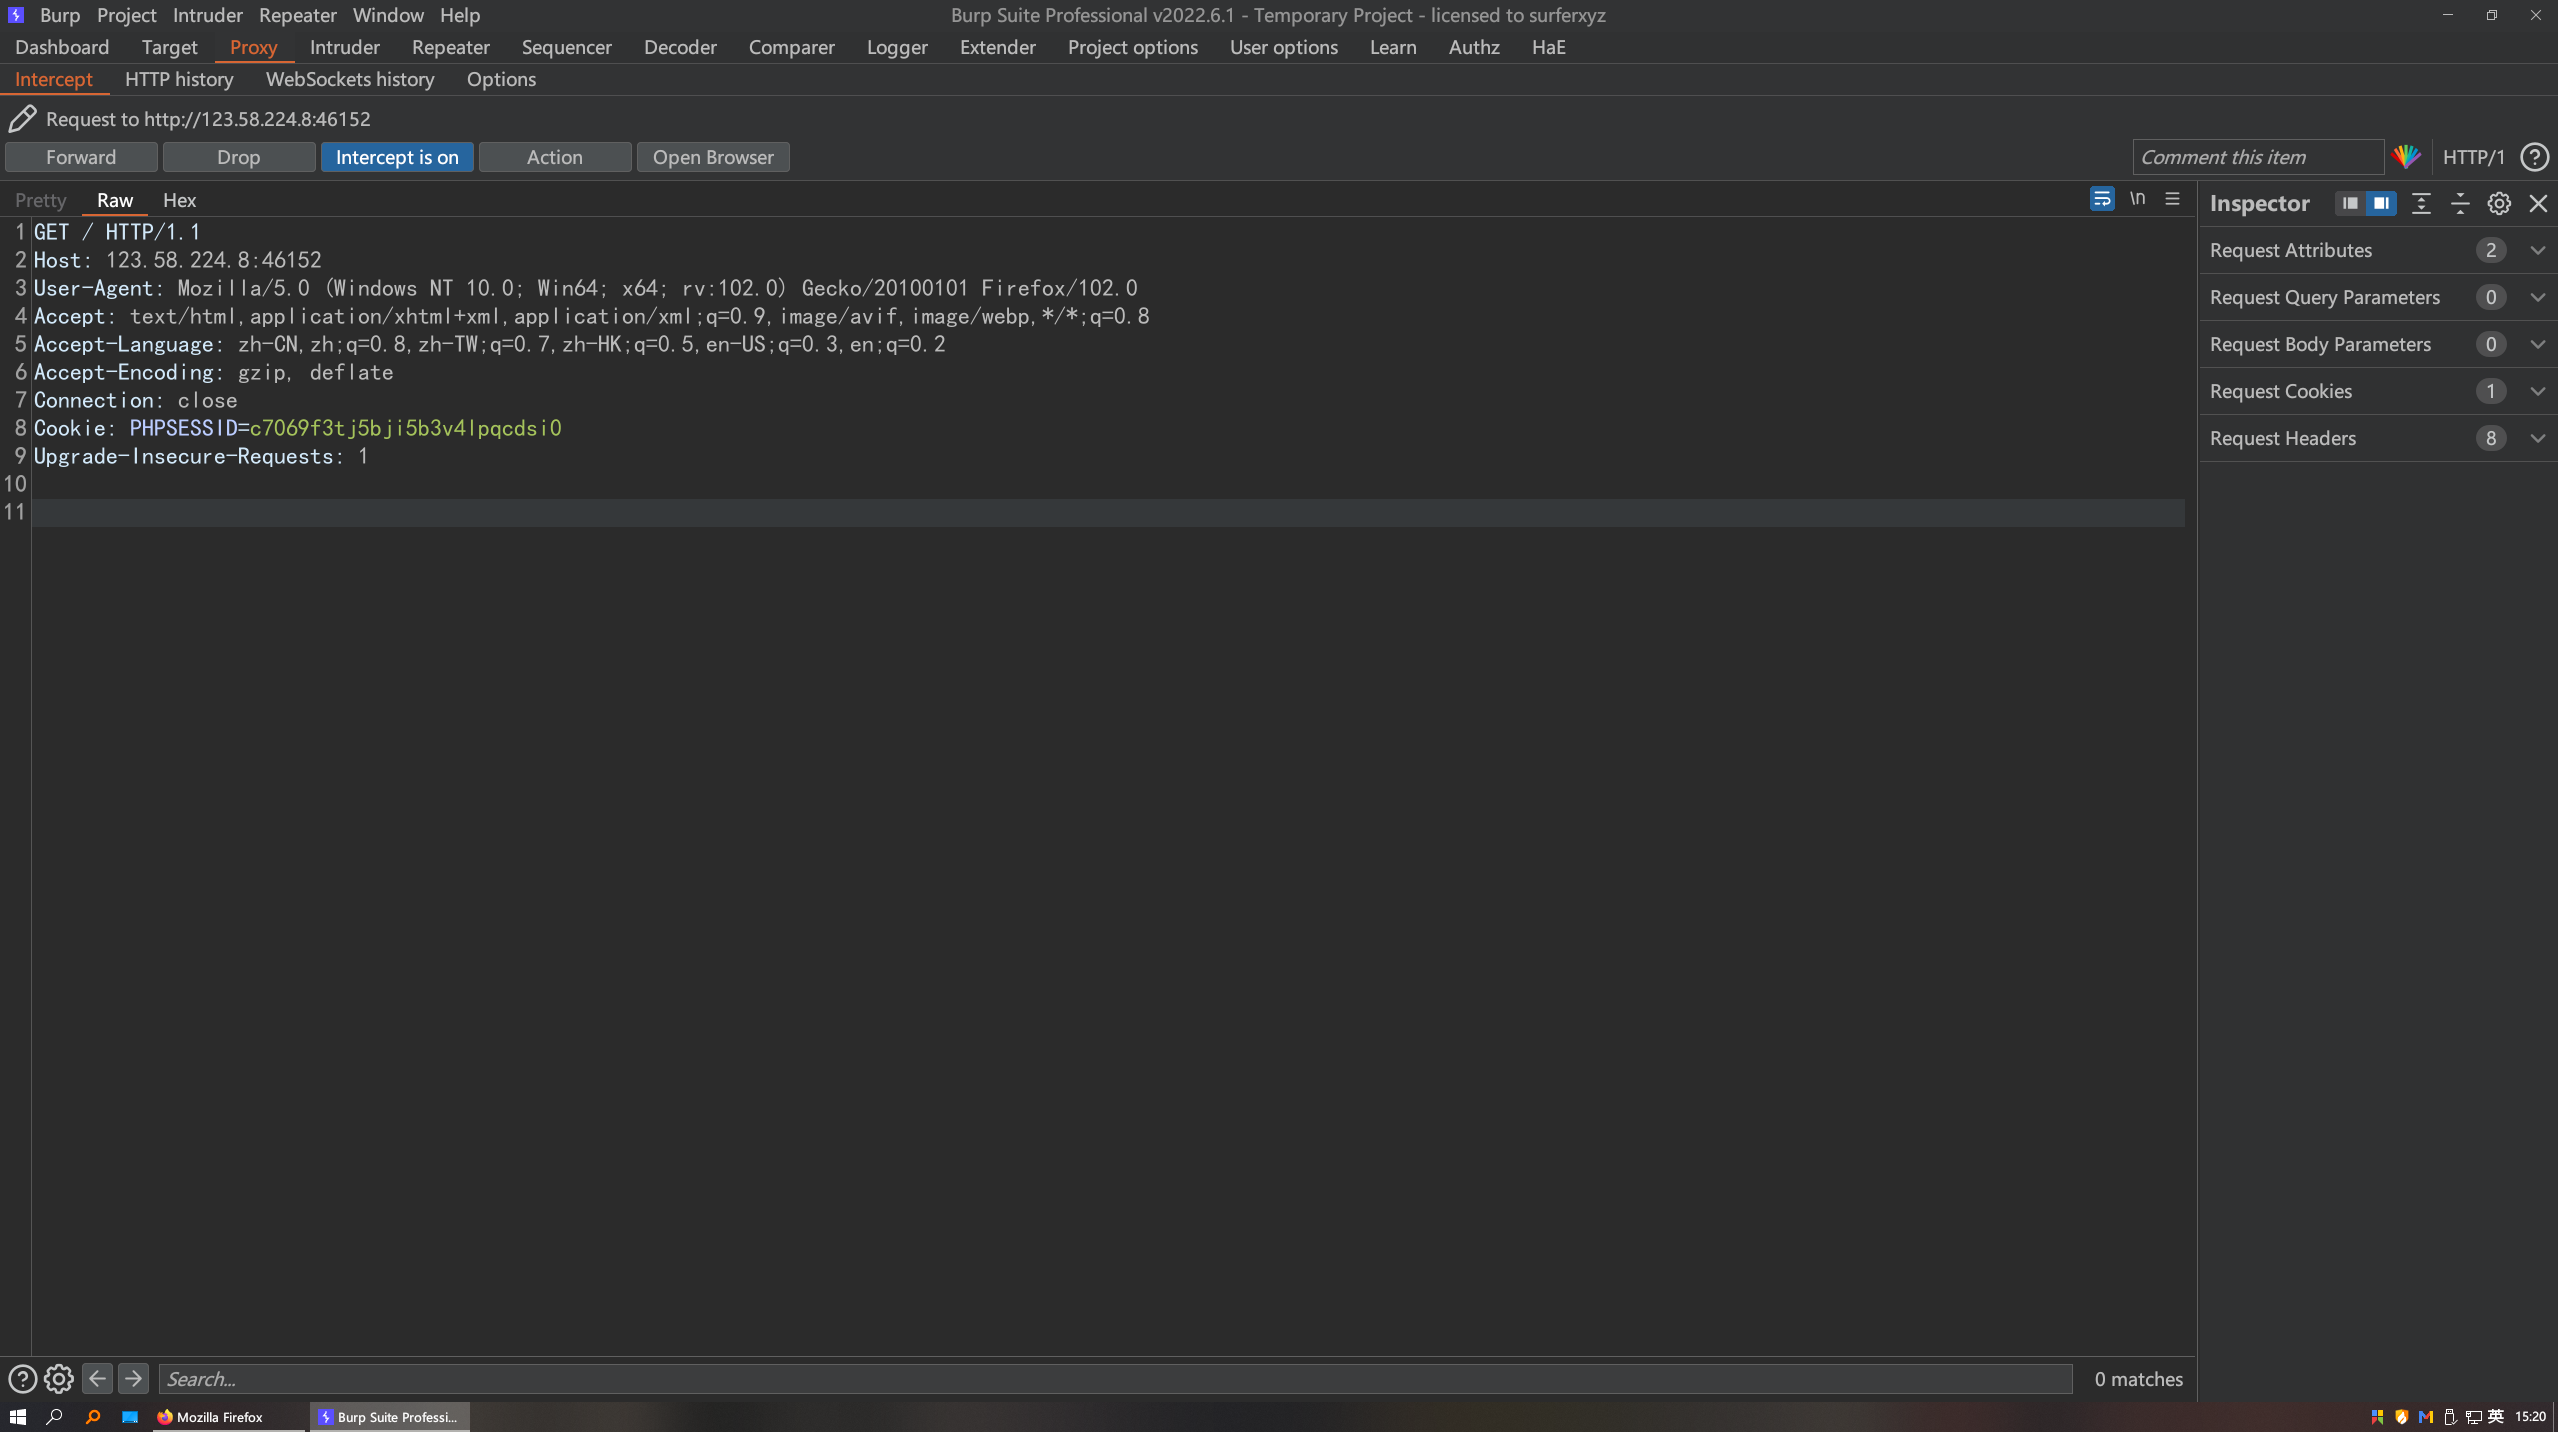 Burp Project Intruder Repeater Window Help
Burp Suite Professional v2022.6.1 - Temporary Project - licensed to surferxyz
Dashboard Target Proxy Intruder Repeater Sequencer Decoder Comparer Logger Extender Project options User options Learn Authz HaE
Intercept HTTP history WebSockets history Options
Request to http://123.58.224.8:46152
Forward Drop Intercept is on Action Open Browser Comment this item HTTP/1
Pretty Raw Hex \n
Inspector
1 GET / HTTP/1.1
2 Host: 123.58.224.8:46152
3 User-Agent: Mozilla/5.0 (Windows NT 10.0; Win64; x64; rv:102.0) Gecko/20100101 Firefox/102.0
4 Accept: text/html,application/xhtml+xml,application/xml;q=0.9,image/avif,image/webp,*/*;q=0.8
5 Accept-Language: zh-CN,zh;q=0.8,zh-TW;q=0.7,zh-HK;q=0.5,en-US;q=0.3,en;q=0.2
6 Accept-Encoding: gzip, deflate
7 Connection: close
8 Cookie: PHPSESSID=c7069f3tj5bji5b3v4lpqcdsi0
9 Upgrade-Insecure-Requests: 1
10
11
Request Attributes 2
Request Query Parameters 0
Request Body Parameters 0
Request Cookies 1
Request Headers 8
Search... 0 matches
Mozilla Firefox Burp Suite Professi... 英 15:20